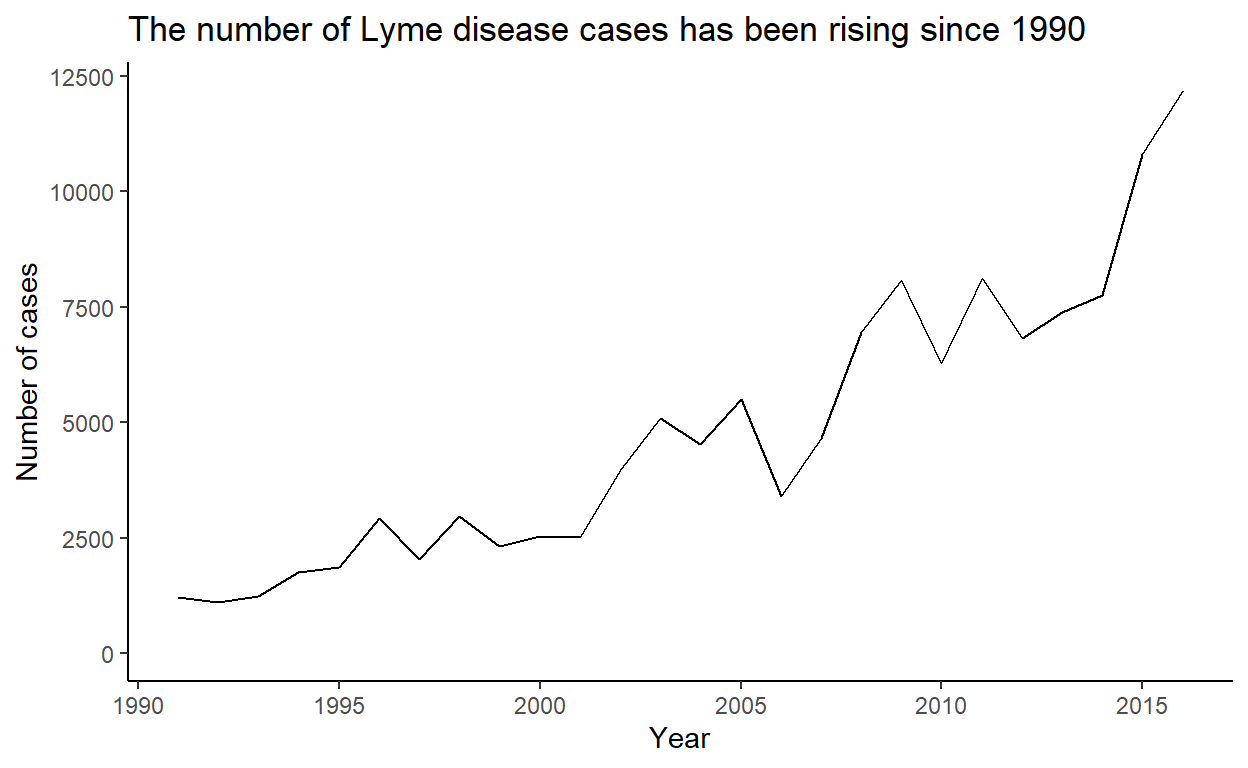 The number of Lyme disease cases has been rising since 1990
12500
10000
7500
5000
2500
0
Number of cases
1990 1995 2000 2005 2010 2015
Year